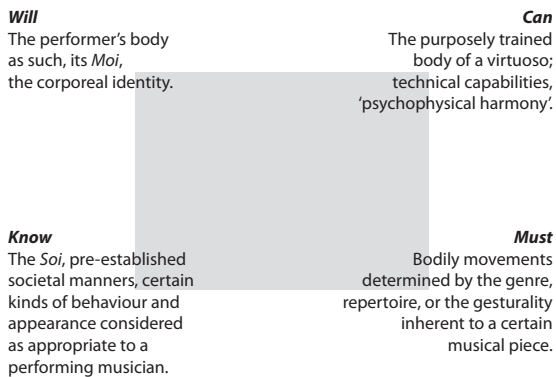 Will
The performer’s body
as such, its Moi,
the corporeal identity.
Can
The purposely trained
body of a virtuoso;
technical capabilities,
‘psychophysical harmony’.
Know
The Soi, pre-established
societal manners, certain
kinds of behaviour and
appearance considered
as appropriate to a
performing musician.
Must
Bodily movements
determined by the genre,
repertoire, or the gesturality
inherent to a certain
musical piece.